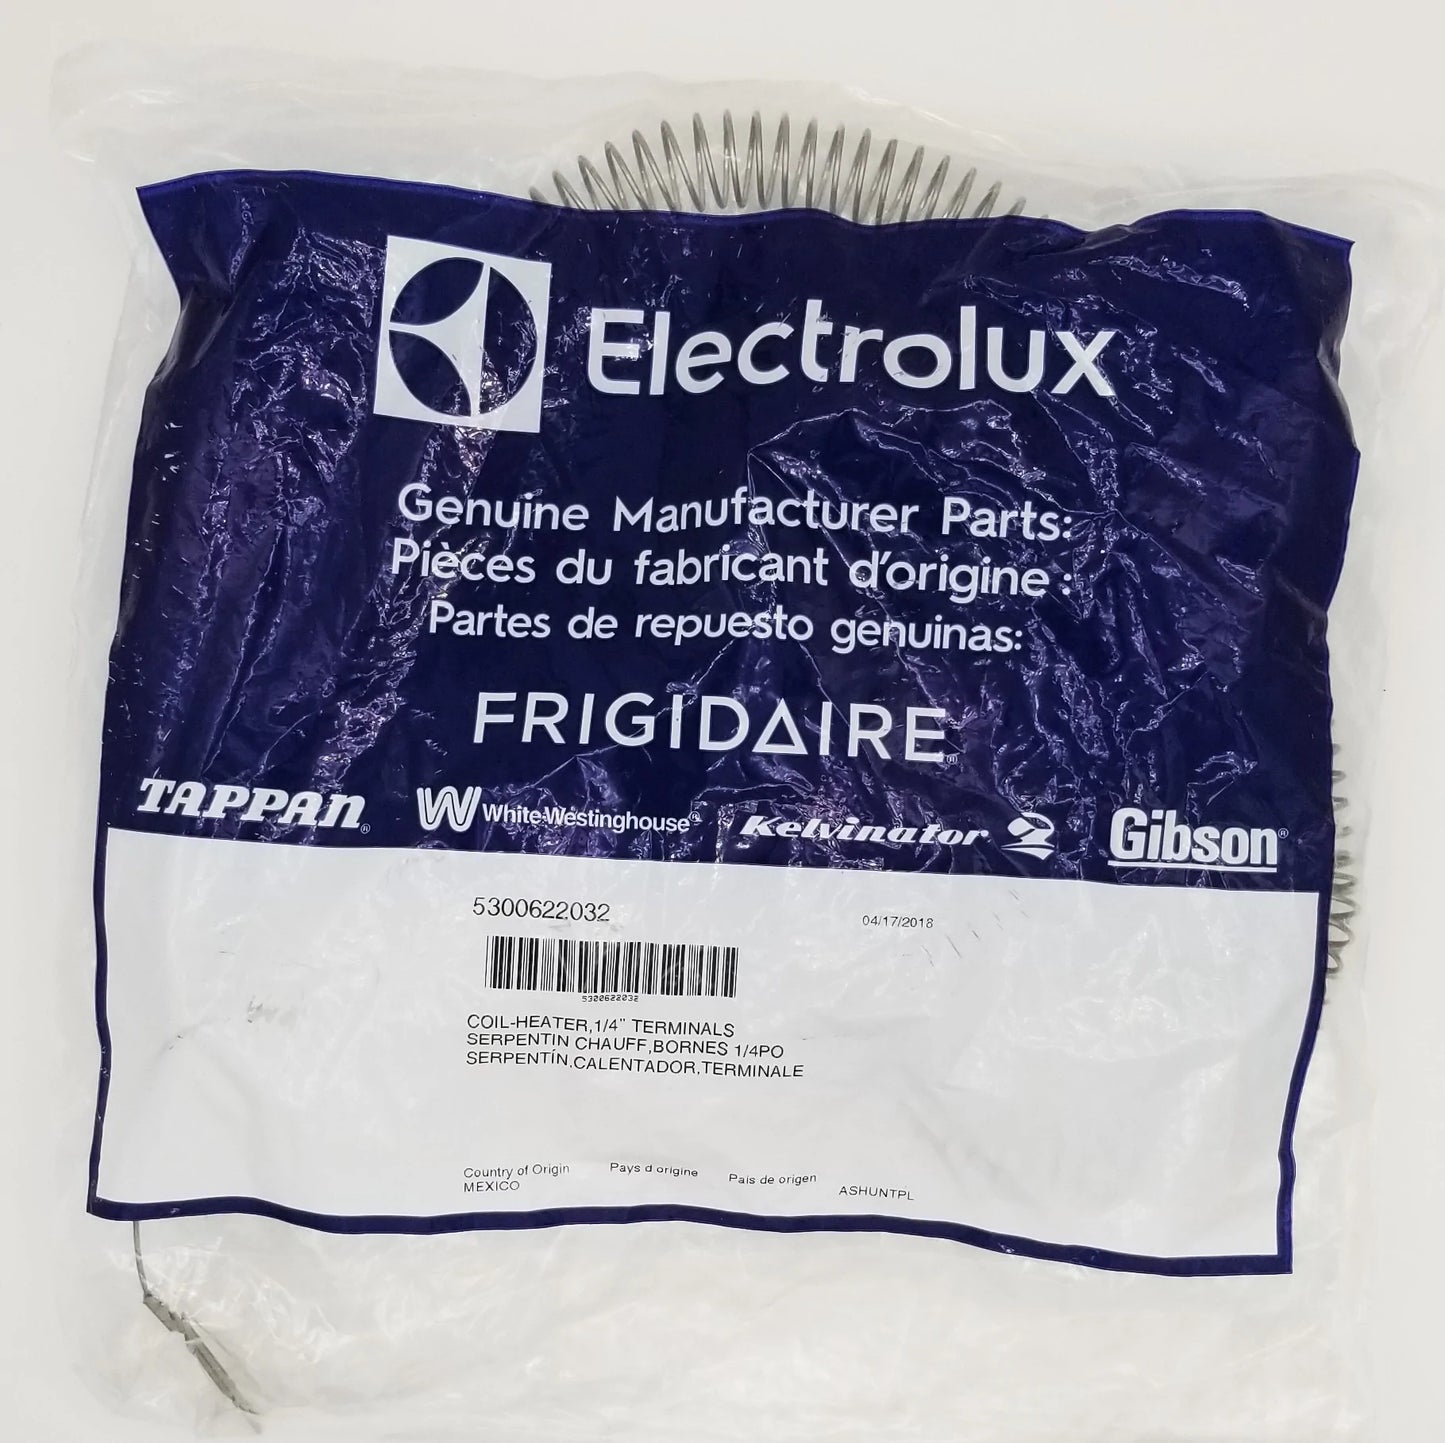 Electrolux
Genuine Manufacturer Parts:
Pièces du fabricant d'origine :
Partes de repuesto genuinas:
FRIGIDAIRE®
TAPPAN® W White-Westinghouse® Kelvinator Gibson®
5300622032 04/17/2018
5300622032
COIL-HEATER,1/4" TERMINALS
SERPENTIN CHAUFF,BORNES 1/4PO
SERPENTÍN,CALENTADOR,TERMINALE
Country of Origin Pays d origine Pais de origen ASHUNTPL
MEXICO